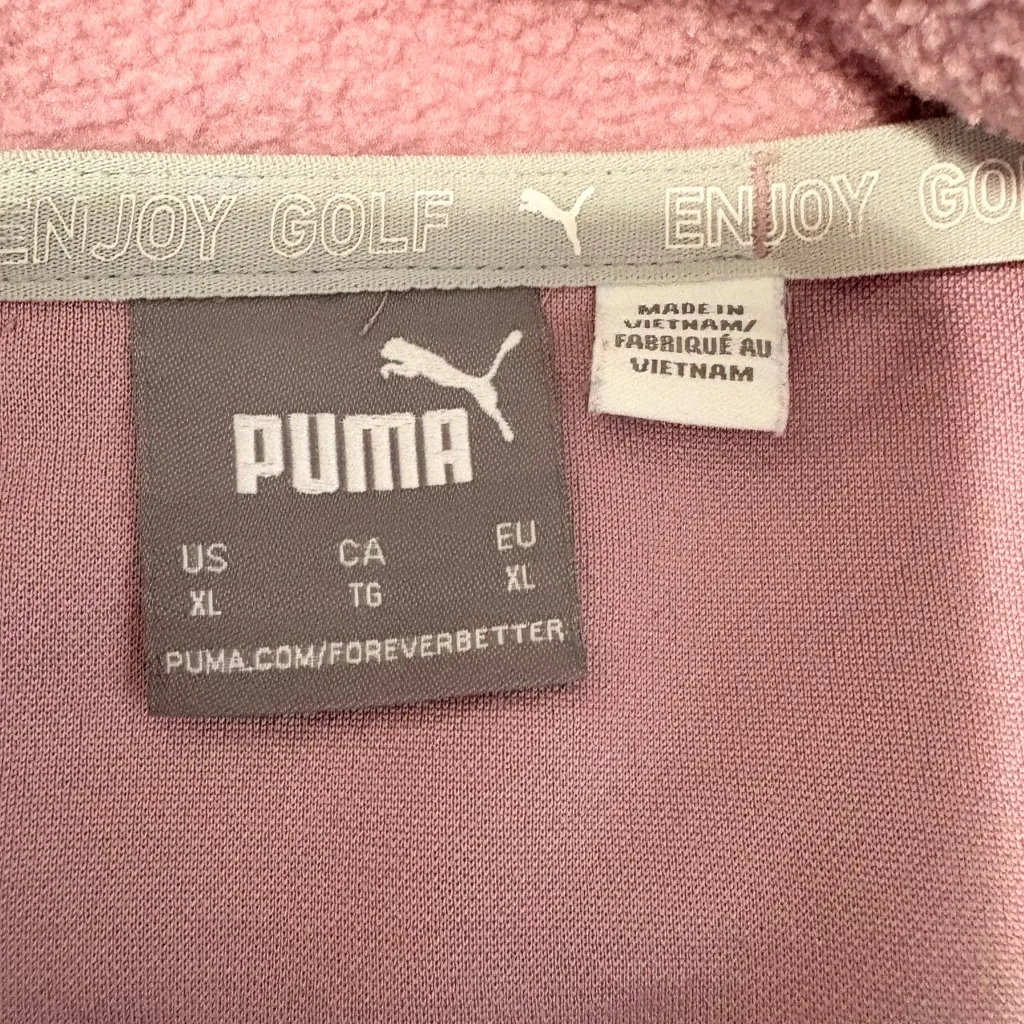 ENJOY GOLF ENJOY GO
MADE IN
VIETNAM/
FABRIQUÉ AU
VIETNAM
PUMA
US CA EU
XL TG XL
PUMA.COM/FOREVERBETTER